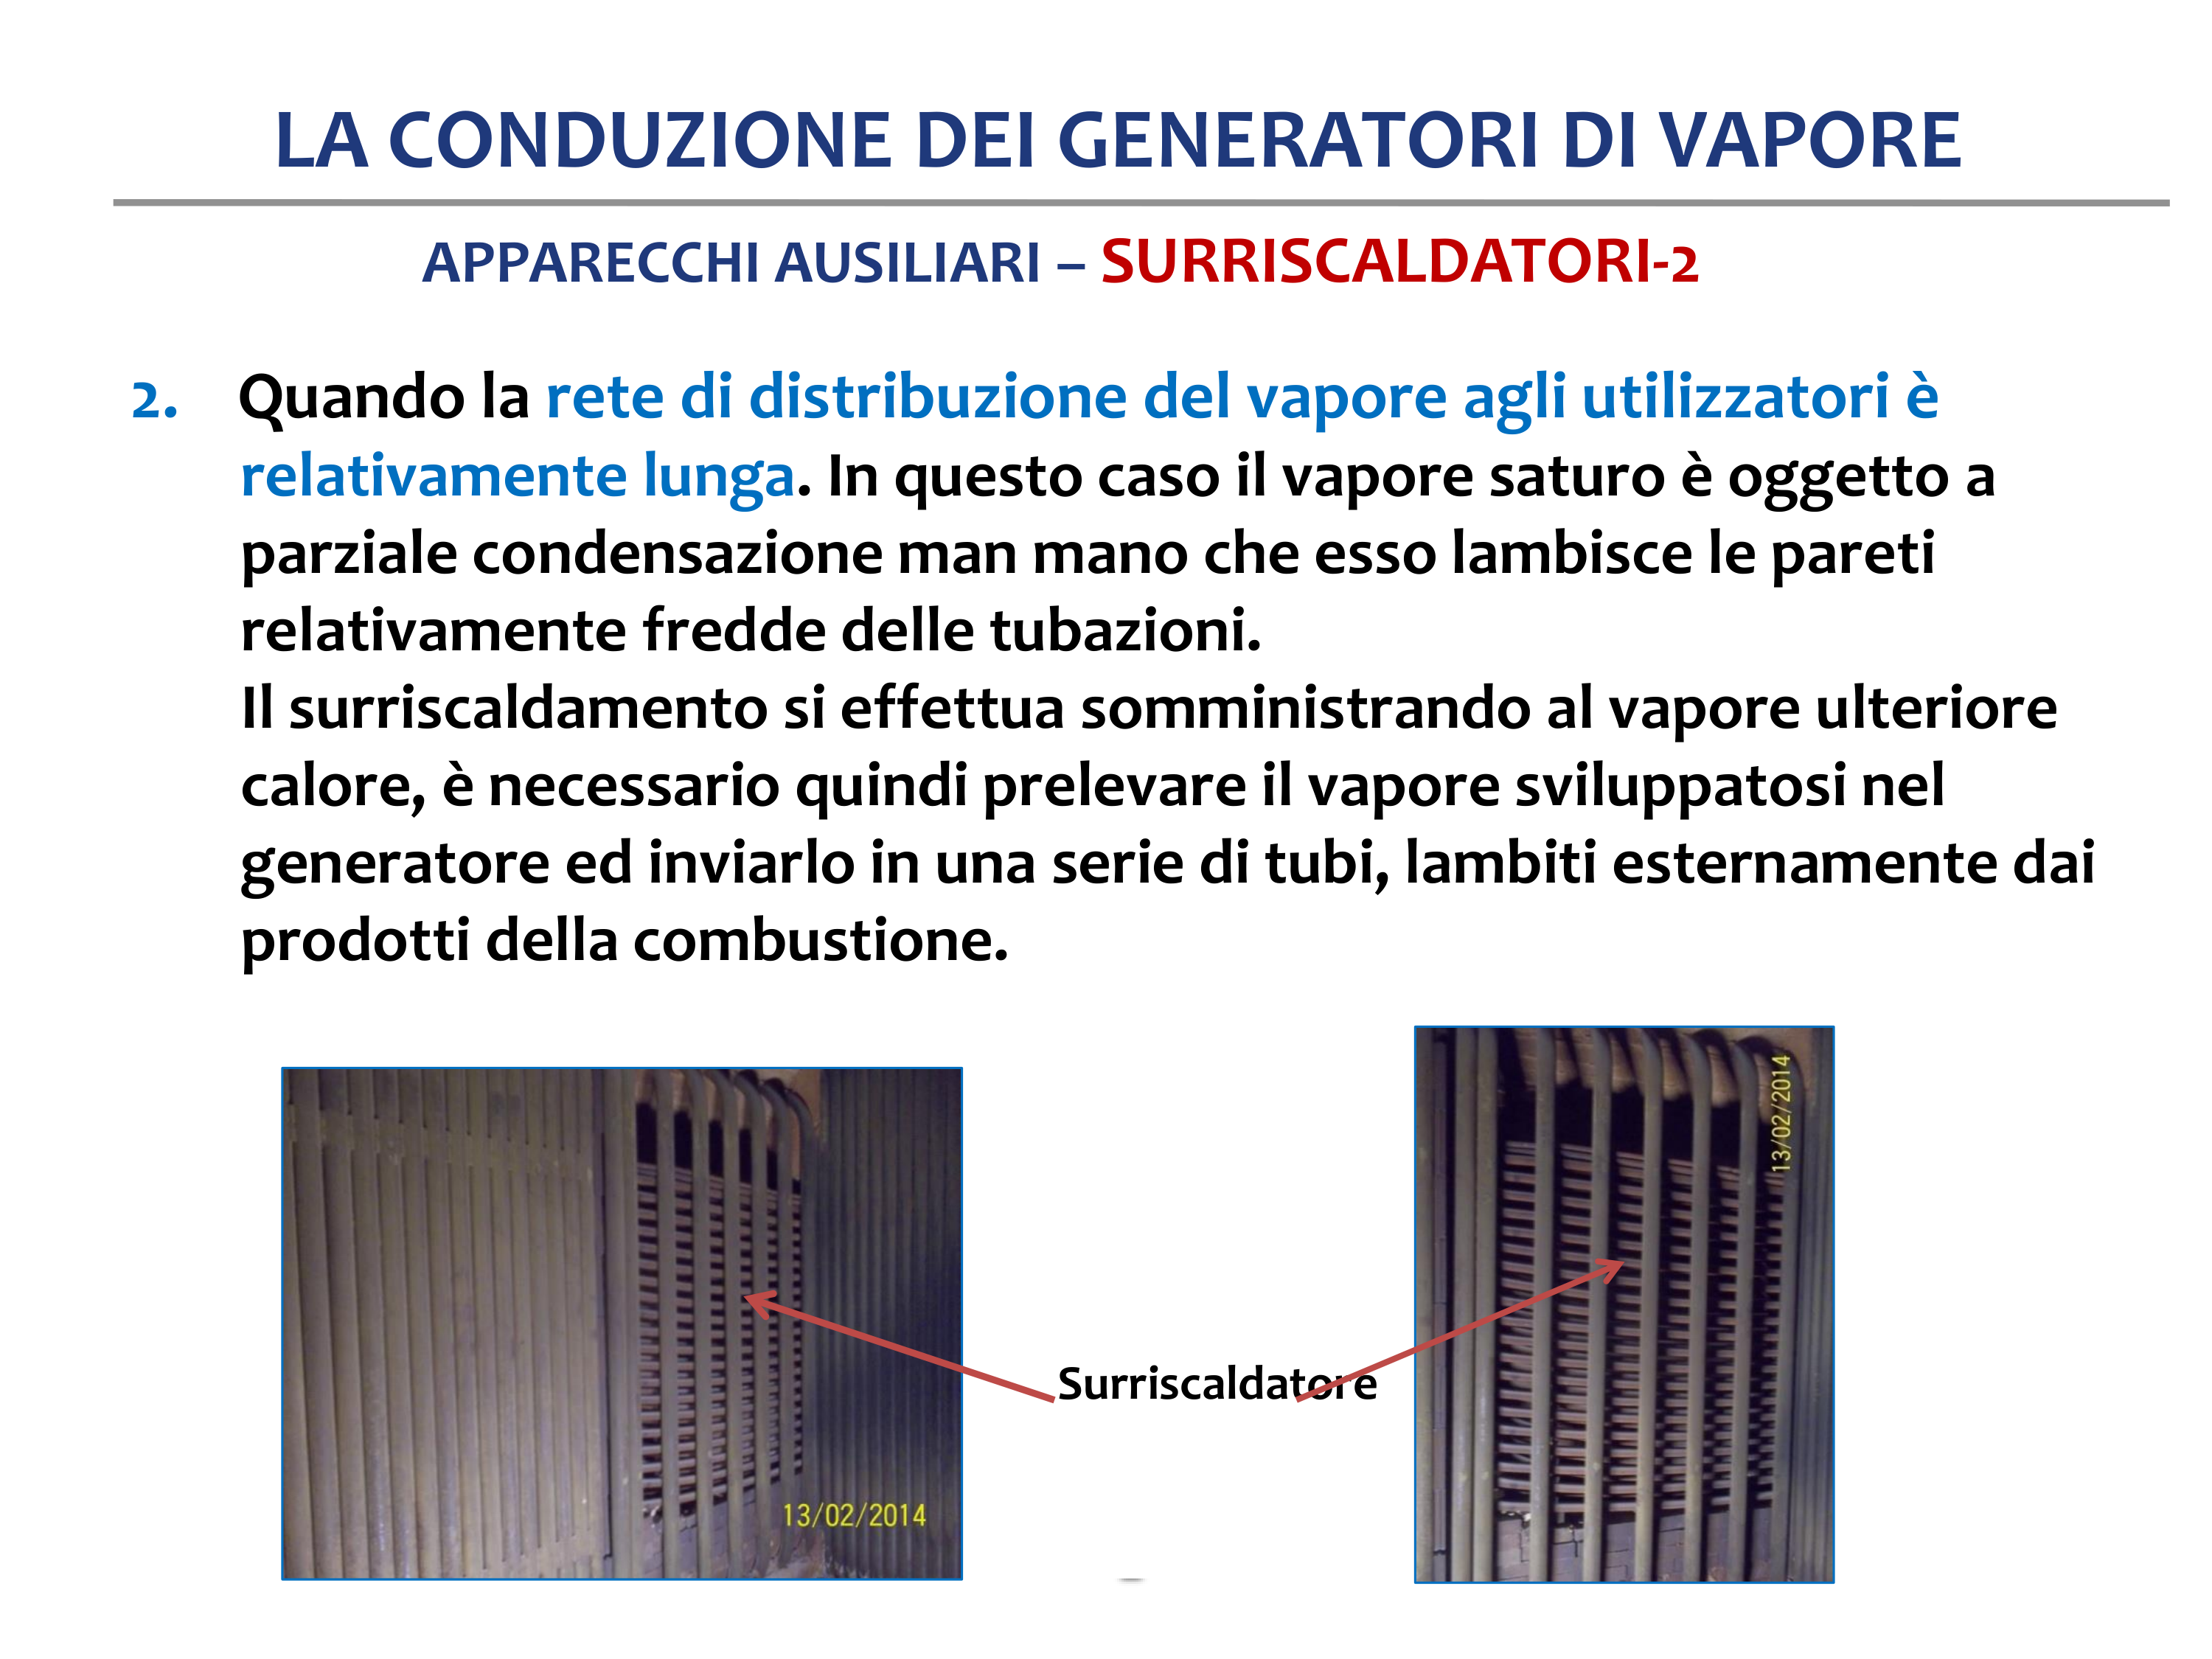 LA CONDUZIONE DEI GENERATORI DI VAPORE
APPARECCHI AUSILIARI – SURRISCALDATORI-2
2. Quando la rete di distribuzione del vapore agli utilizzatori è
relativamente lunga. In questo caso il vapore saturo è oggetto a
parziale condensazione man mano che esso lambisce le pareti
relativamente fredde delle tubazioni.
Il surriscaldamento si effettua somministrando al vapore ulteriore
calore, è necessario quindi prelevare il vapore sviluppatosi nel
generatore ed inviarlo in una serie di tubi, lambiti esternamente dai
prodotti della combustione.
13/02/2014
Surriscaldatore
13/02/2014